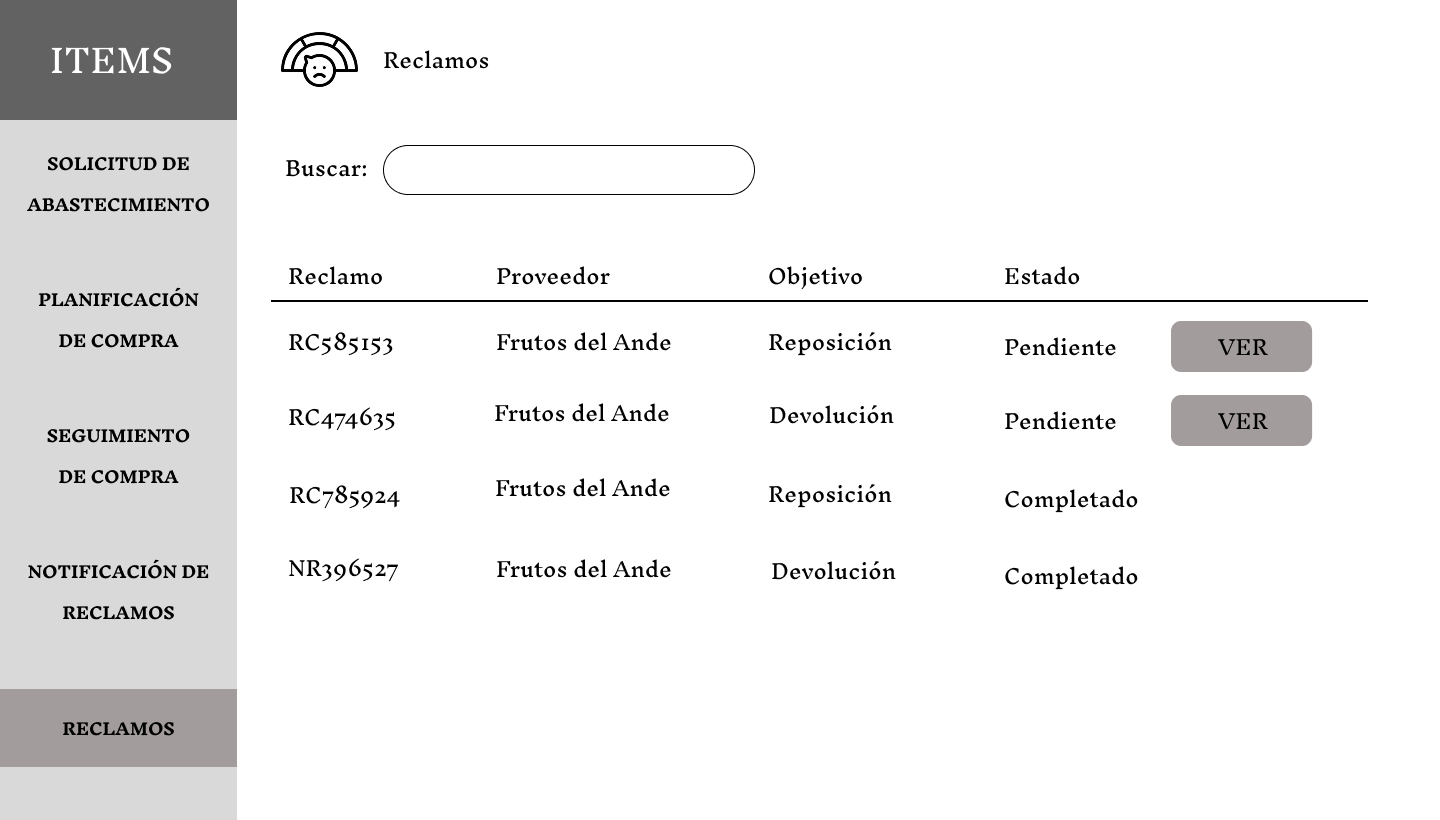 ITEMS
SOLICITUD DE
ABASTECIMIENTO
PLANIFICACIÓN
DE COMPRA
SEGUIMIENTO
DE COMPRA
NOTIFICACIÓN DE
RECLAMOS
RECLAMOS
Reclamos
Buscar:
Reclamo Proveedor Objetivo Estado
RC585153 Frutos del Ande Reposición Pendiente VER
RC474635 Frutos del Ande Devolución Pendiente VER
RC785924 Frutos del Ande Reposición Completado
NR396527 Frutos del Ande Devolución Completado